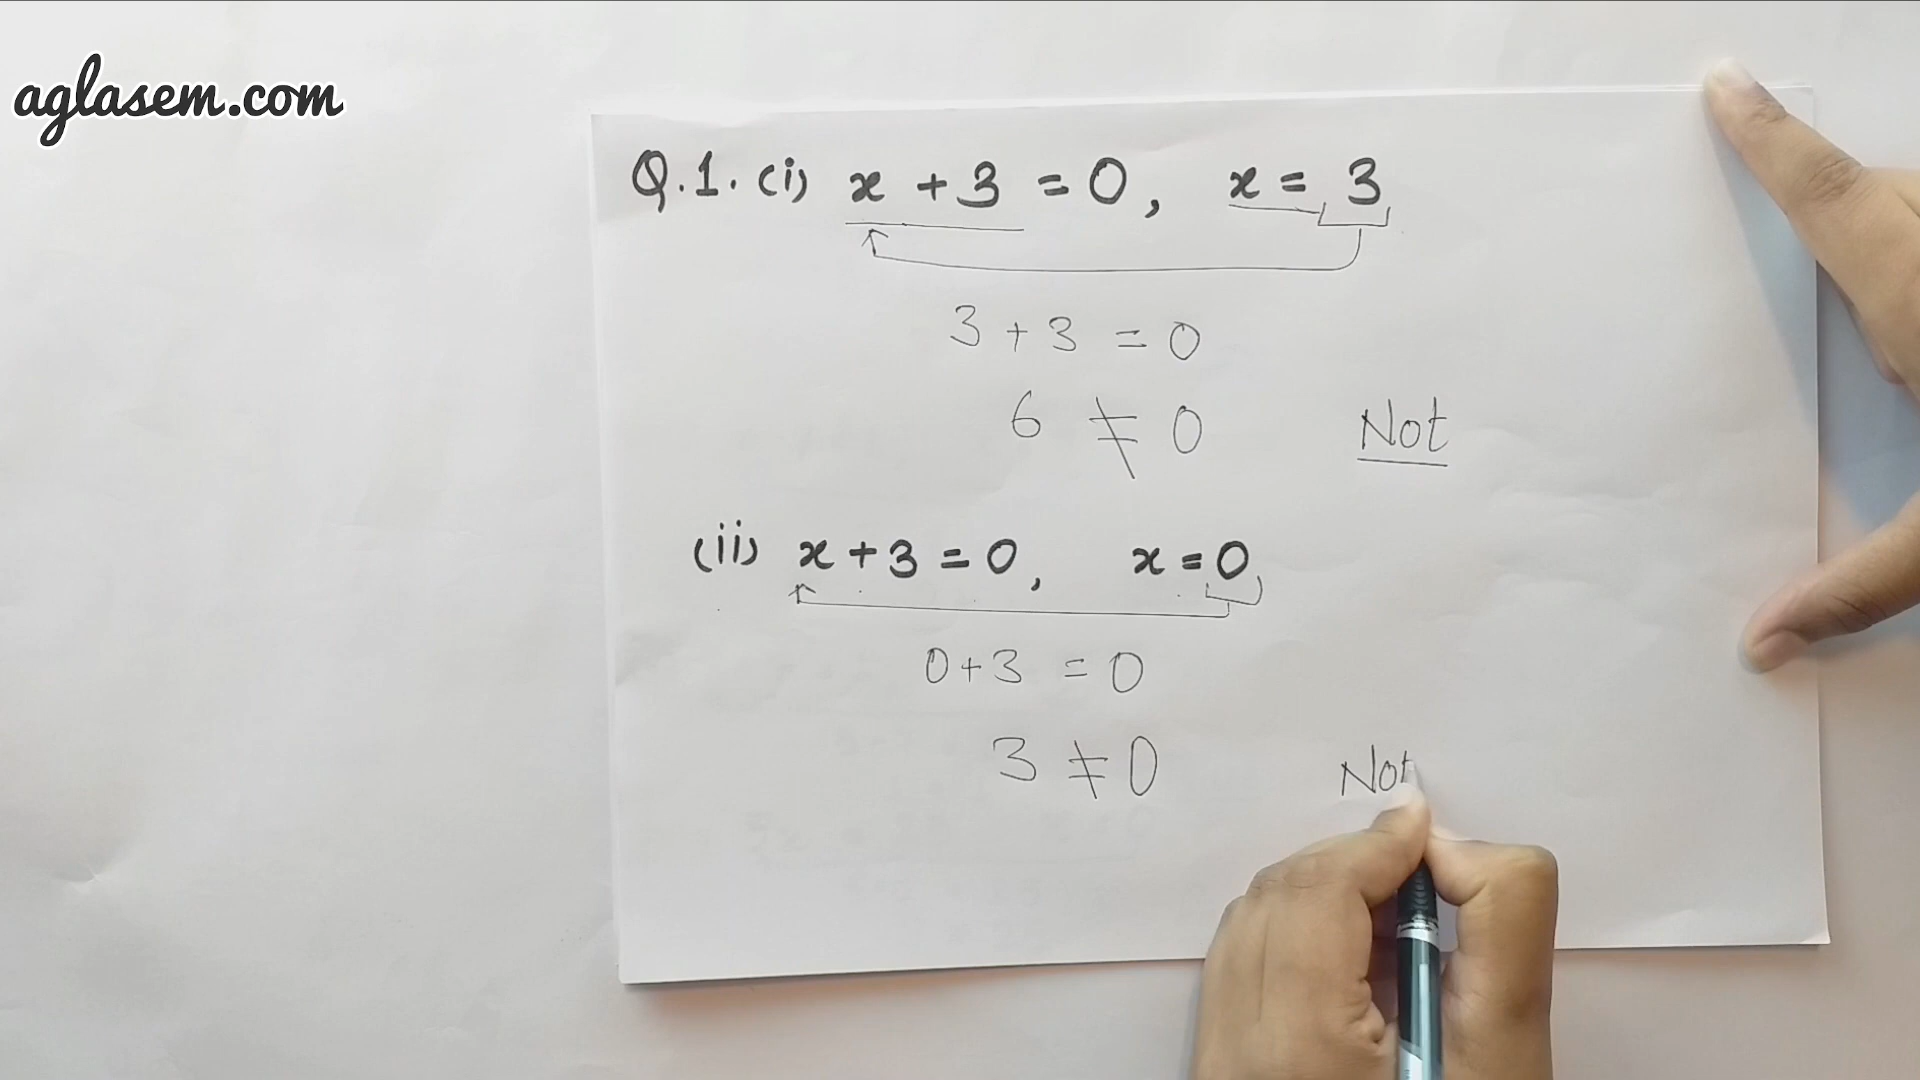 aglasem.com
Q.1. (i) x + 3 = 0, x = 3
3 + 3 = 0
6 ≠ 0 Not
(ii) x + 3 = 0, x = 0
0 + 3 = 0
3 ≠ 0 Not